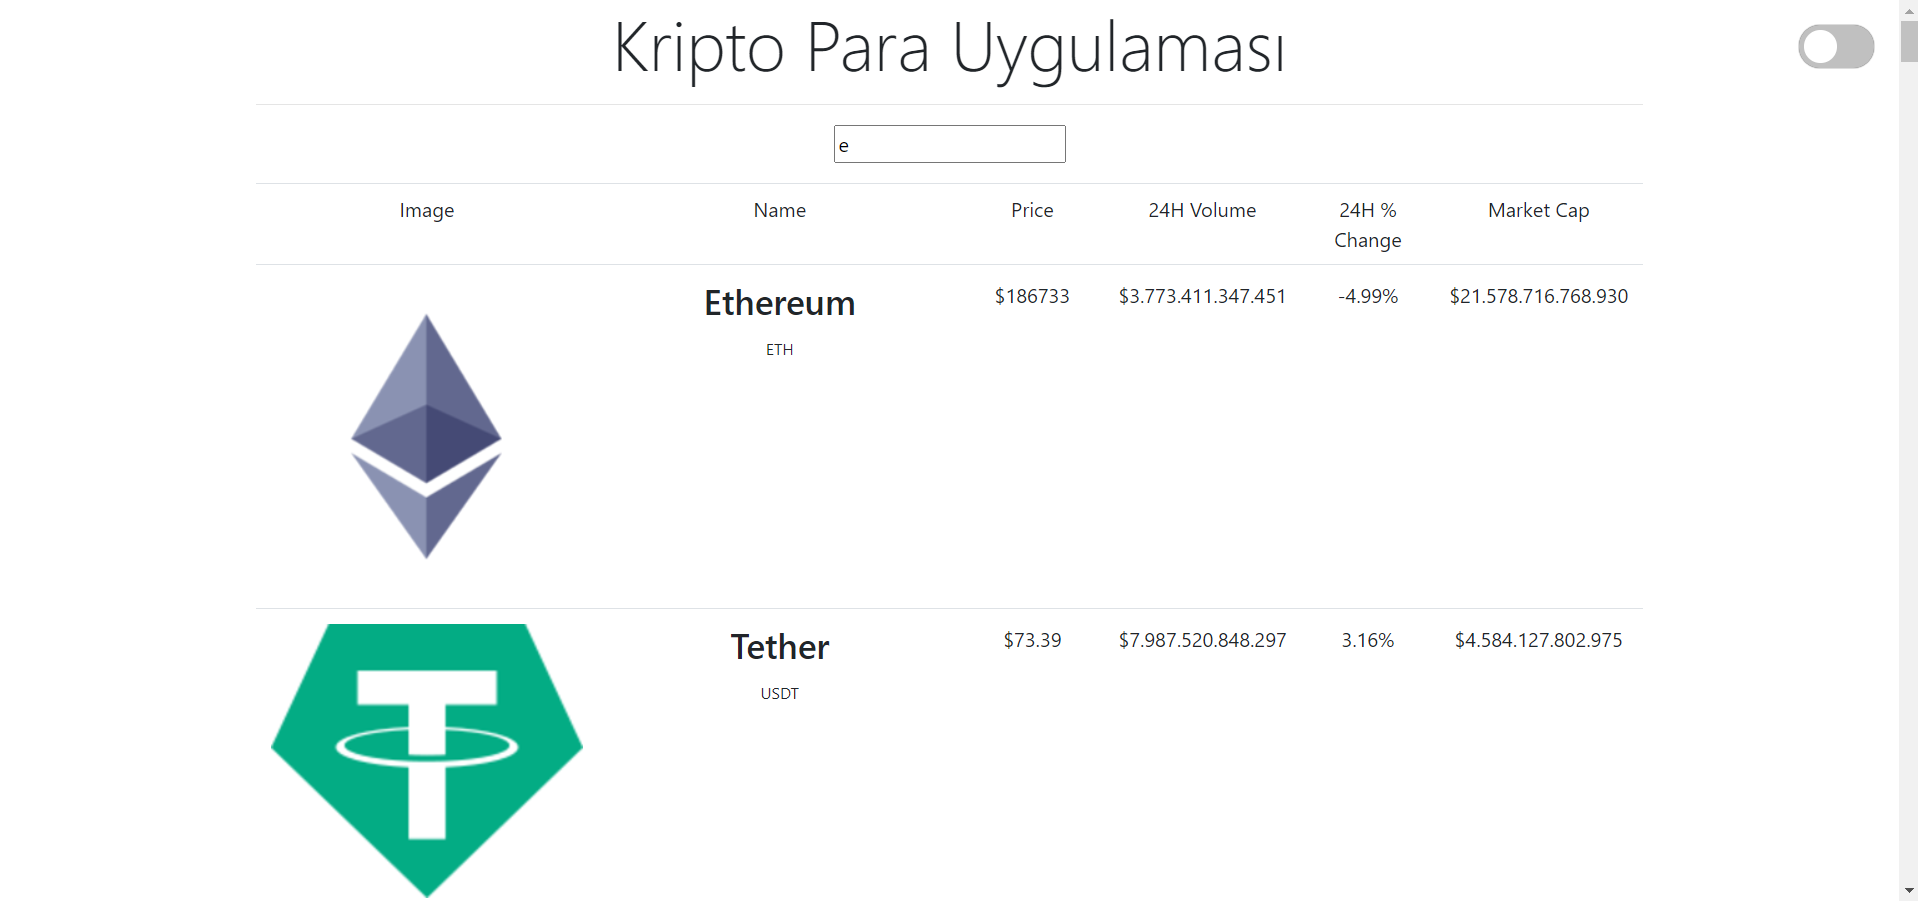 Kripto Para Uygulaması
e
Image Name Price 24H Volume 24H % Change Market Cap
Ethereum $186733 $3.773.411.347.451 -4.99% $21.578.716.768.930
ETH
Tether $73.39 $7.987.520.848.297 3.16% $4.584.127.802.975
USDT
T